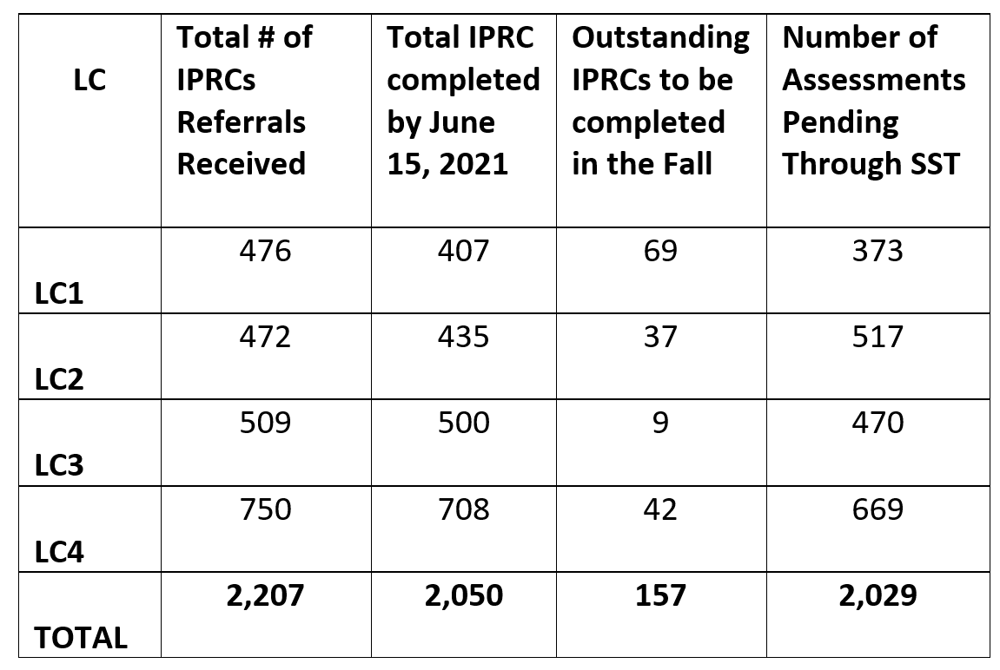 LC
Total # of
IPRCs
Referrals
Received
Total IPRC
completed
by June
15, 2021
Outstanding
IPRCs to be
completed
in the Fall
Number of
Assessments
Pending
Through SST
LC1 476 407 69 373
LC2 472 435 37 517
LC3 509 500 9 470
LC4 750 708 42 669
TOTAL 2,207 2,050 157 2,029